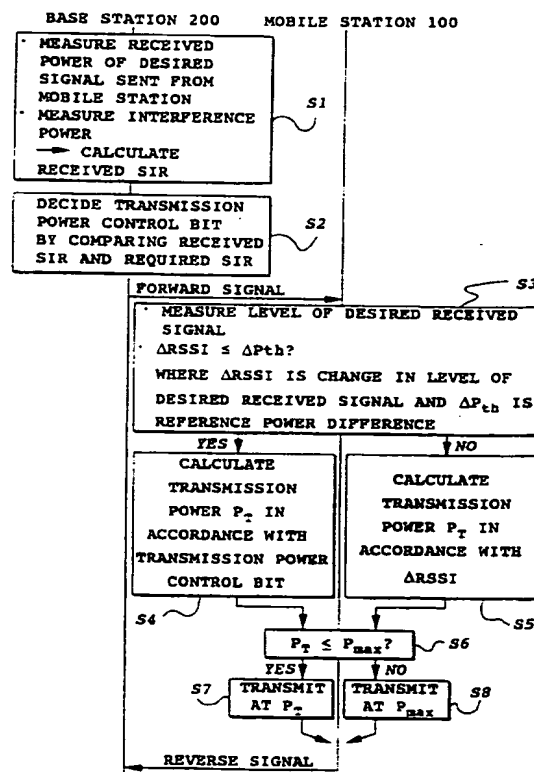 BASE STATION 200
MOBILE STATION 100
· MEASURE RECEIVED
POWER OF DESIRED
SIGNAL SENT FROM
MOBILE STATION
· MEASURE INTERFERENCE
POWER
→ CALCULATE
RECEIVED SIR
S1
DECIDE TRANSMISSION
POWER CONTROL BIT
BY COMPARING RECEIVED
SIR AND REQUIRED SIR
S2
FORWARD SIGNAL
S3
· MEASURE LEVEL OF DESIRED RECEIVED
SIGNAL
· ΔRSSI ≤ ΔPth?
WHERE ΔRSSI IS CHANGE IN LEVEL OF
DESIRED RECEIVED SIGNAL AND ΔPth IS
REFERENCE POWER DIFFERENCE
YES
NO
CALCULATE
TRANSMISSION
POWER PT IN
ACCORDANCE WITH
TRANSMISSION POWER
CONTROL BIT
S4
CALCULATE
TRANSMISSION
POWER PT IN
ACCORDANCE WITH
ΔRSSI
S5
PT ≤ Pmax?
S6
YES
NO
S7
TRANSMIT
AT PT
TRANSMIT
AT Pmax
S8
REVERSE SIGNAL